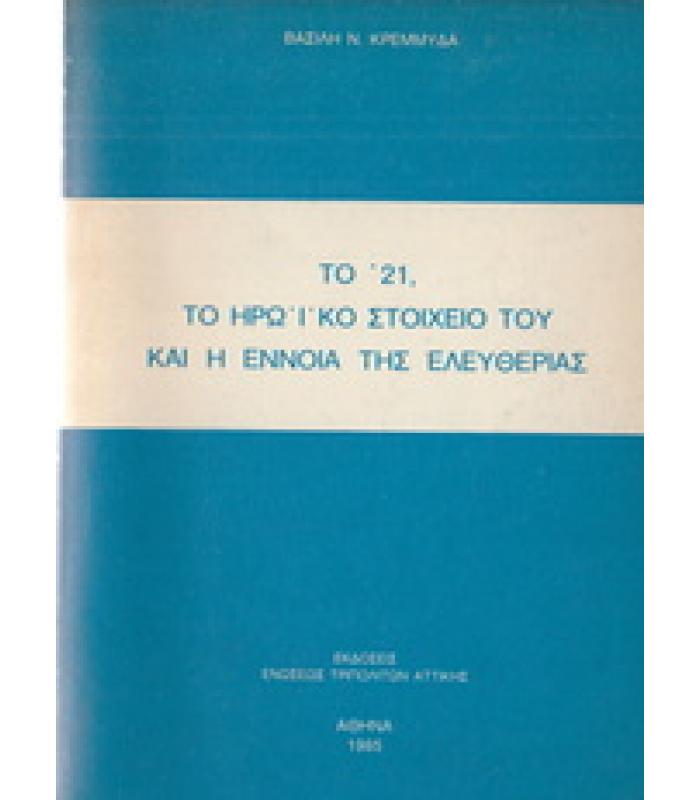 ΒΑΣΙΛΗ Ν. ΚΡΕΜΜΥΔΑ
ΤΟ '21,
ΤΟ ΗΡΩ'Ι'ΚΟ ΣΤΟΙΧΕΙΟ ΤΟΥ
ΚΑΙ Η ΕΝΝΟΙΑ ΤΗΣ ΕΛΕΥΘΕΡΙΑΣ
ΕΚΔΟΣΕΙΣ
ΕΝΩΣΕΩΣ ΤΡΙΠΟΛΙΤΩΝ ΑΤΤΙΚΗΣ
ΑΘΗΝΑ
1985